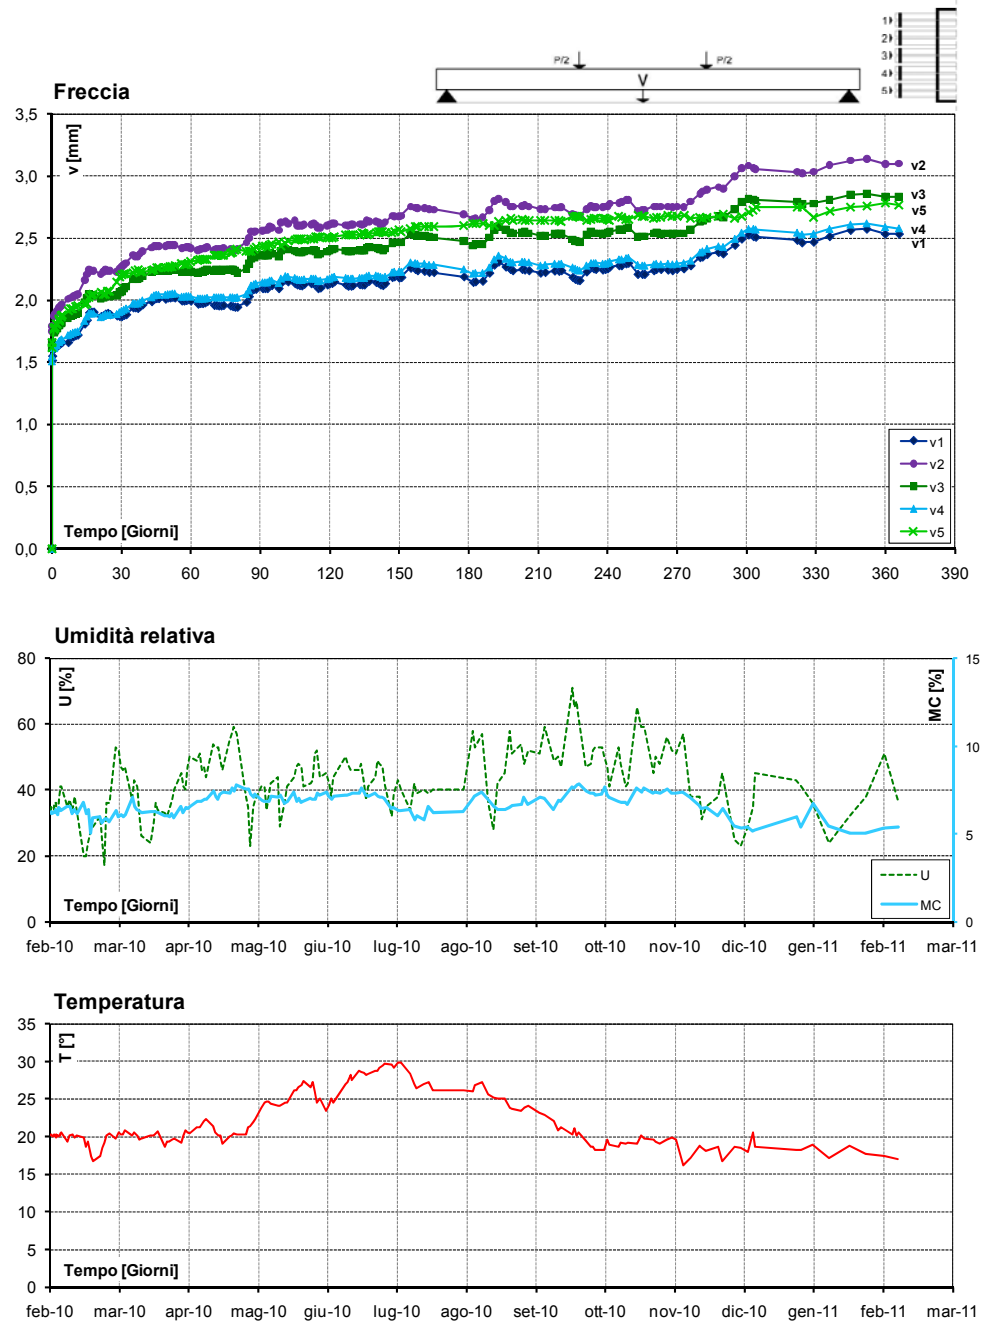 1
2
3
4
5
P/2 P/2
V
Freccia
v [mm]
3,5
3,0
2,5
2,0
1,5
1,0
0,5
0,0
v2
v3
v5
v4
v1
v1
v2
v3
v4
v5
Tempo [Giorni]
0 30 60 90 120 150 180 210 240 270 300 330 360 390
Umidità relativa
U [%]
MC [%]
80
60
40
20
0
15
10
5
0
U
MC
Tempo [Giorni]
feb-10 mar-10 apr-10 mag-10 giu-10 lug-10 ago-10 set-10 ott-10 nov-10 dic-10 gen-11 feb-11 mar-11
Temperatura
T [°]
35
30
25
20
15
10
5
0
Tempo [Giorni]
feb-10 mar-10 apr-10 mag-10 giu-10 lug-10 ago-10 set-10 ott-10 nov-10 dic-10 gen-11 feb-11 mar-11